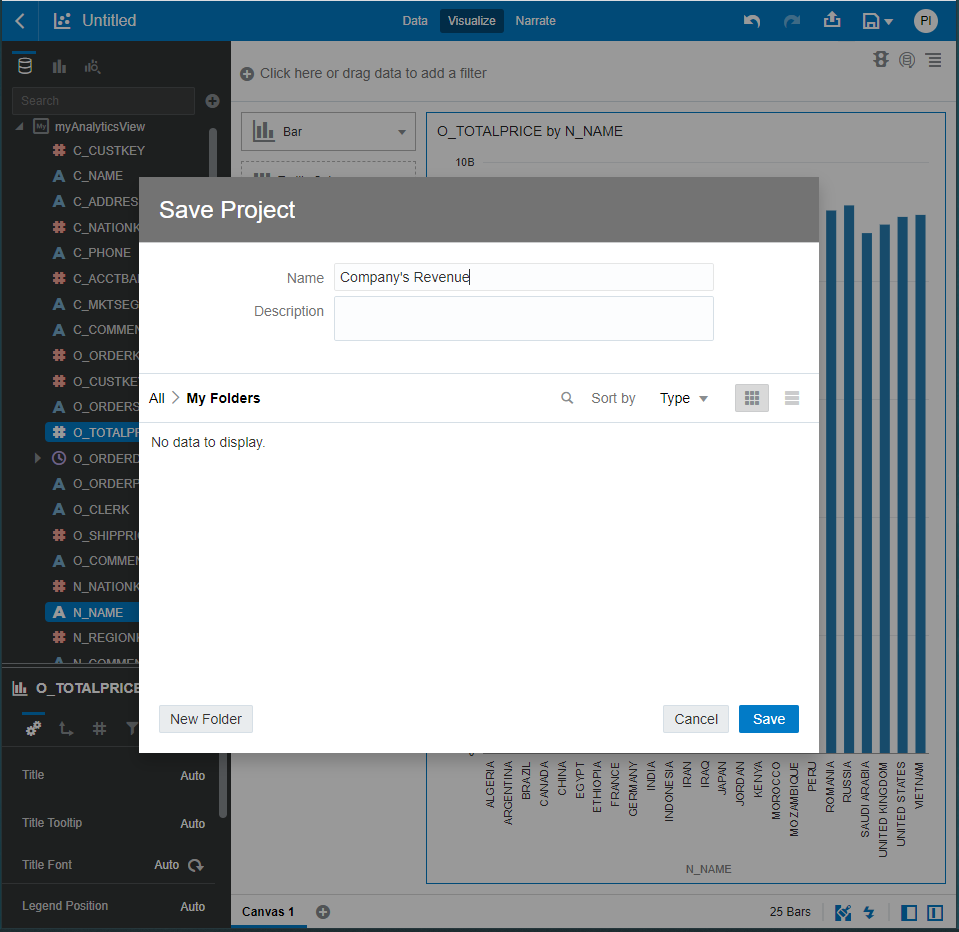 Untitled
Data
Visualize
Narrate
PI
Click here or drag data to add a filter
Search
My myAnalyticsView
C_CUSTKEY
C_NAME
C_ADDRES
C_NATIONK
C_PHONE
C_ACCTBA
C_MKTSEG
C_COMMEN
O_ORDERK
O_CUSTKE
O_ORDERS
O_TOTALPR
O_ORDERD
O_ORDERP
O_CLERK
O_SHIPPRI
O_COMMEN
N_NATIONK
N_NAME
N_REGIONK
N_COMMEN
Bar
O_TOTALPRICE by N_NAME
10B
Save Project
Name
Company's Revenue
Description
All
My Folders
Sort by
Type
No data to display.
New Folder
Cancel
Save
O_TOTALPRICE
Title
Auto
Title Tooltip
Auto
Title Font
Auto
Legend Position
Auto
ALGERIA
ARGENTINA
BRAZIL
CANADA
CHINA
EGYPT
ETHIOPIA
FRANCE
GERMANY
INDIA
INDONESIA
IRAN
IRAQ
JAPAN
JORDAN
KENYA
MOROCCO
MOZAMBIQUE
PERU
ROMANIA
RUSSIA
SAUDI ARABIA
UNITED KINGDOM
UNITED STATES
VIETNAM
N_NAME
Canvas 1
25 Bars